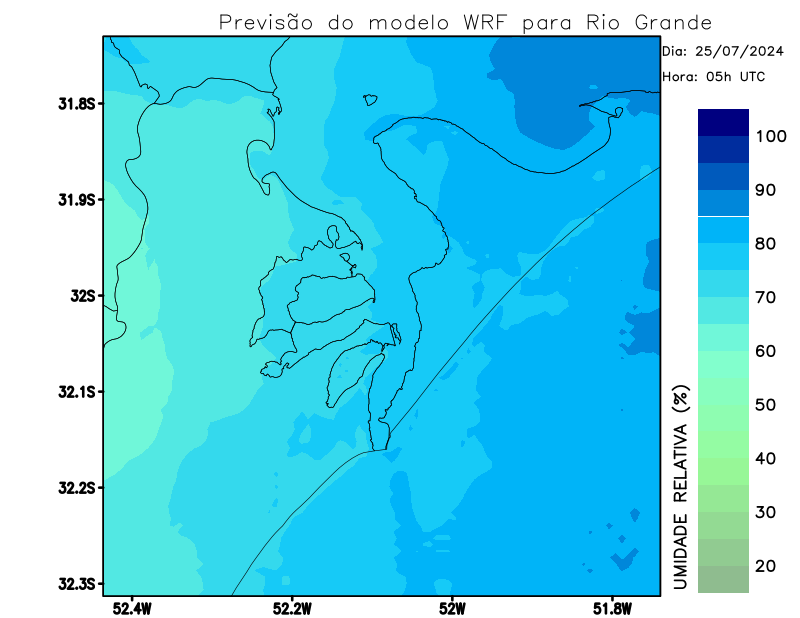 Previsão do modelo WRF para Rio Grande
Dia: 25/07/2024
Hora: 05h UTC
31.8S
31.9S
32S
32.1S
32.2S
32.3S
52.4W
52.2W
52W
51.8W
100
90
80
70
60
50
40
30
20
UMIDADE RELATIVA (%)